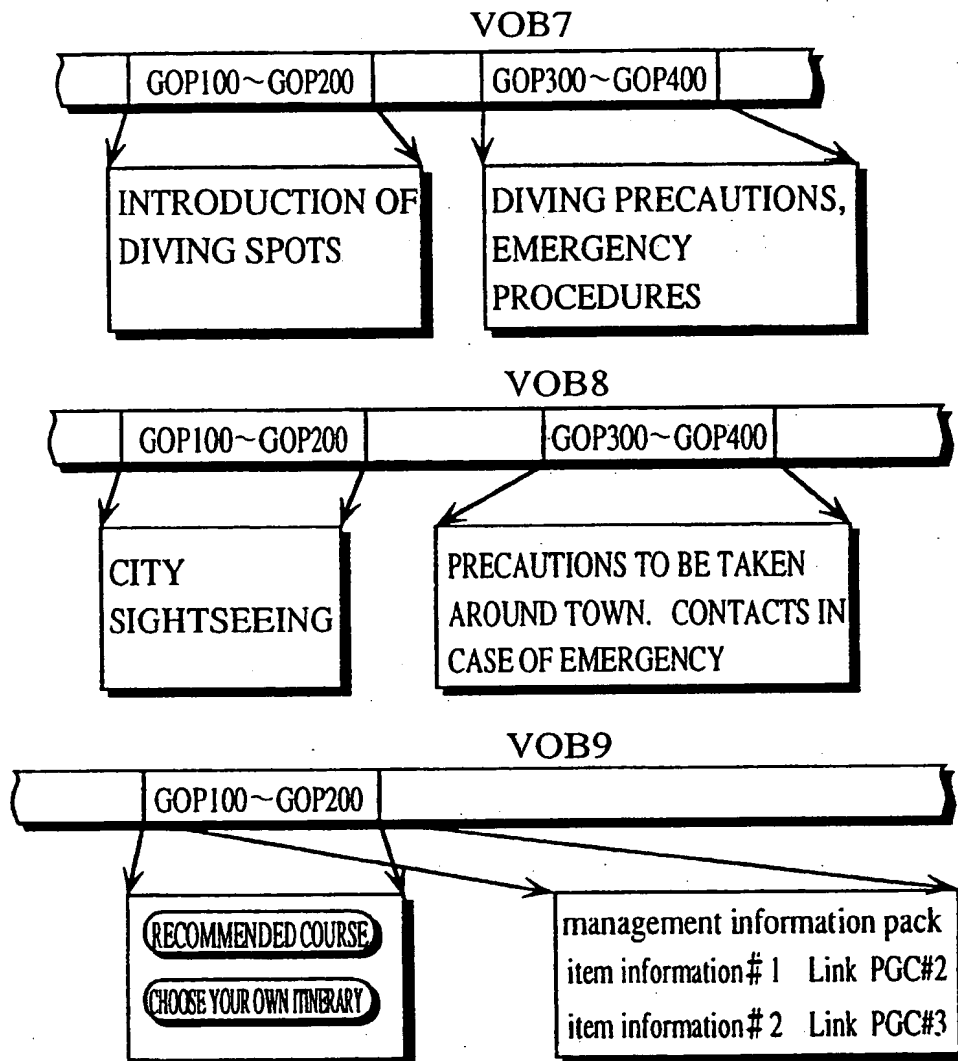 VOB7
GOP100~GOP200 GOP300~GOP400
INTRODUCTION OF
DIVING SPOTS
DIVING PRECAUTIONS,
EMERGENCY
PROCEDURES
VOB8
GOP100~GOP200 GOP300~GOP400
CITY
SIGHTSEEING
PRECAUTIONS TO BE TAKEN
AROUND TOWN. CONTACTS IN
CASE OF EMERGENCY
VOB9
GOP100~GOP200
RECOMMENDED COURSE
CHOOSE YOUR OWN ITINERARY
management information pack
item information#1 Link PGC#2
item information#2 Link PGC#3